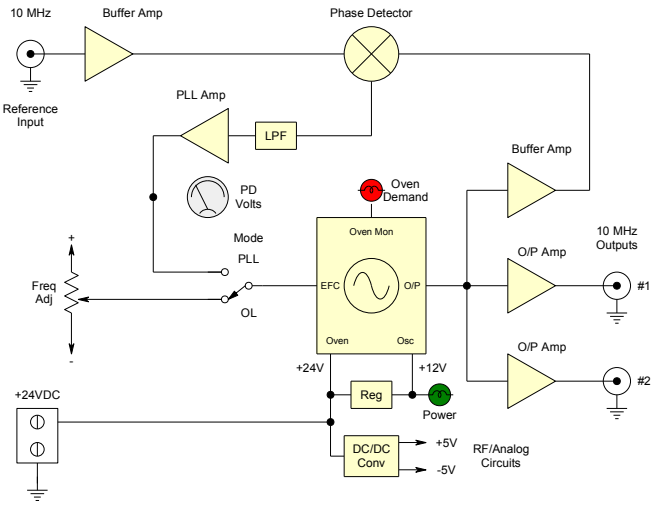 10 MHz
Buffer Amp
Phase Detector
Reference
Input
PLL Amp
LPF
PD
Volts
Buffer Amp
Oven
Demand
Mode
PLL
Oven Mon
10 MHz
Outputs
O/P Amp
+
Freq
Adj
-
OL
EFC
O/P
#1
Oven
Osc
O/P Amp
#2
+24V
+12V
+24VDC
Reg
Power
DC/DC
Conv
+5V
-5V
RF/Analog
Circuits